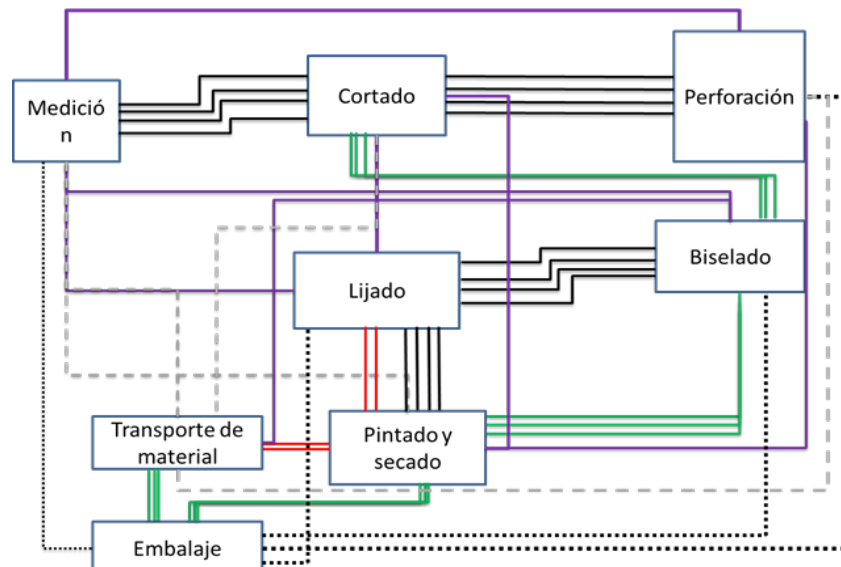 Medició
n
Cortado
Perforación
Biselado
Lijado
Transporte de
material
Pintado y
secado
Embalaje